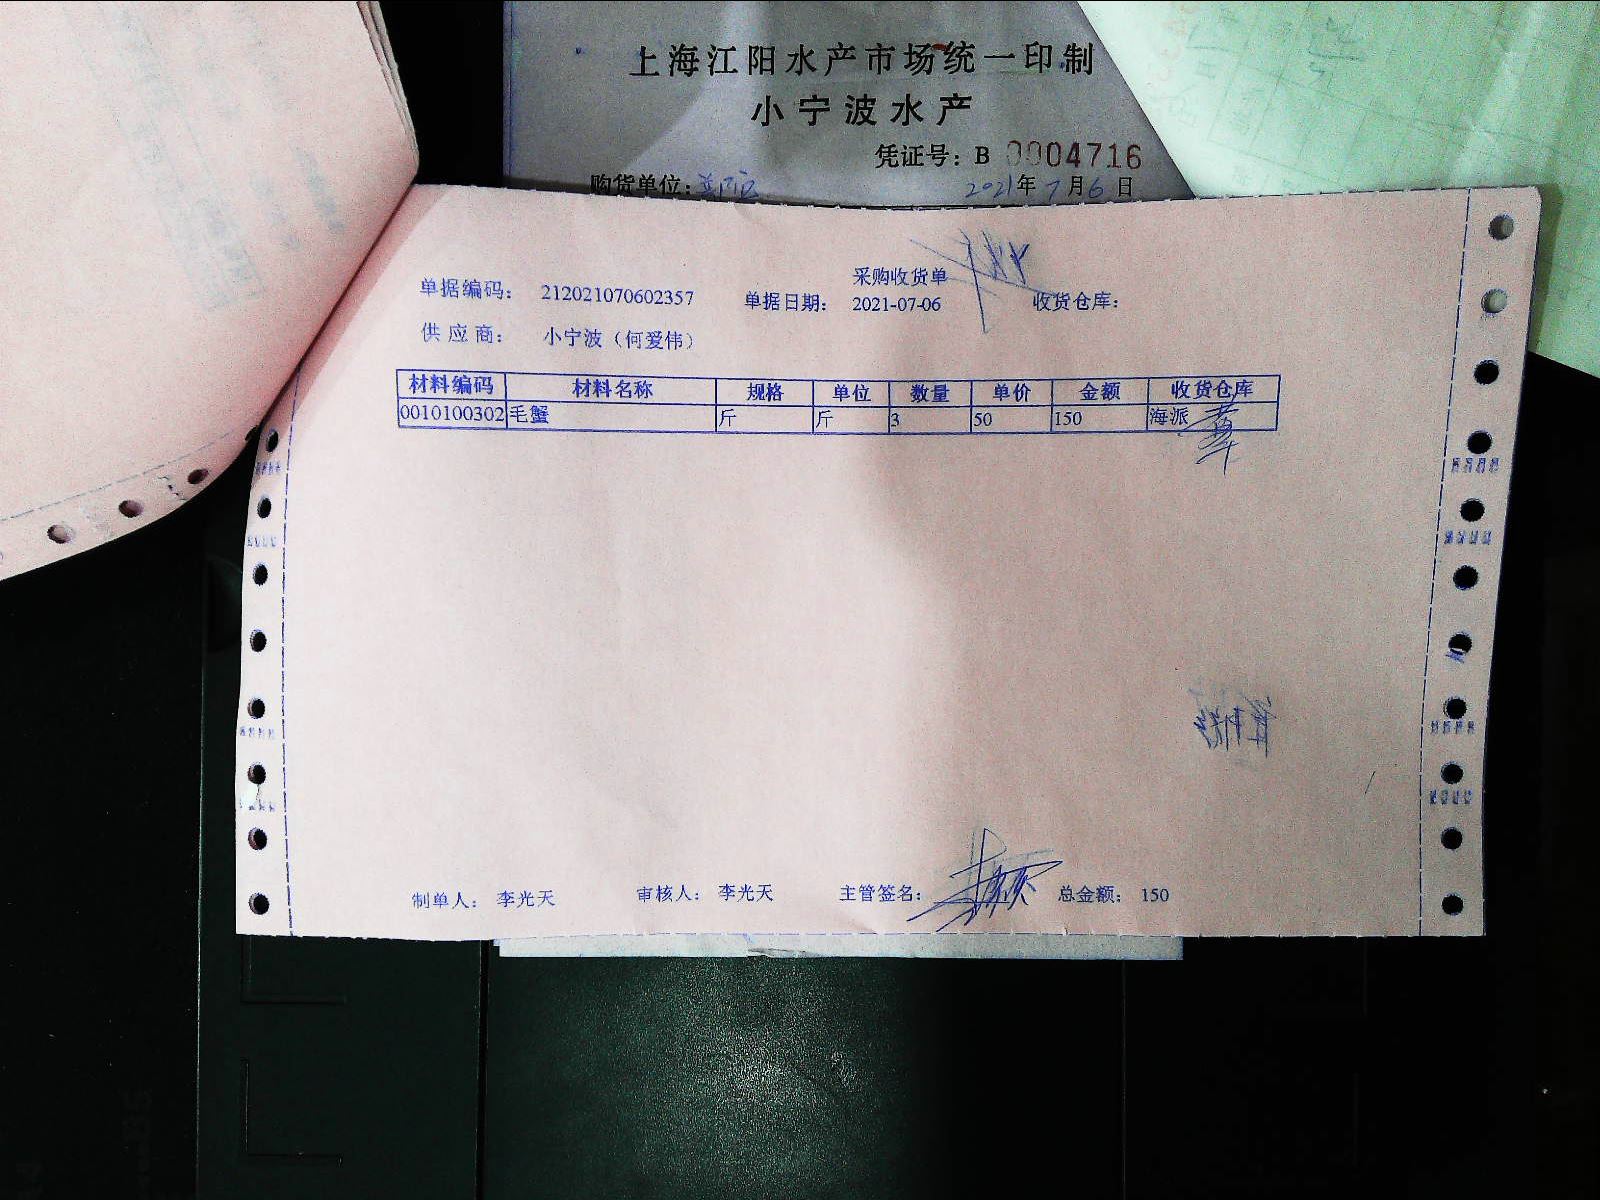 上海江阳水产市场统一印制
小宁波水产
凭证号：B 0004716
购货单位： 2021年7月6日
采购收货单
单据编码： 212021070602357 单据日期： 2021-07-06 收货仓库：
供应商： 小宁波（何爱伟）
材料编码 材料名称 规格 单位 数量 单价 金额 收货仓库
0010100302 毛蟹 斤 斤 3 50 150 海派
制单人： 李光天 审核人： 李光天 主管签名： 总金额： 150